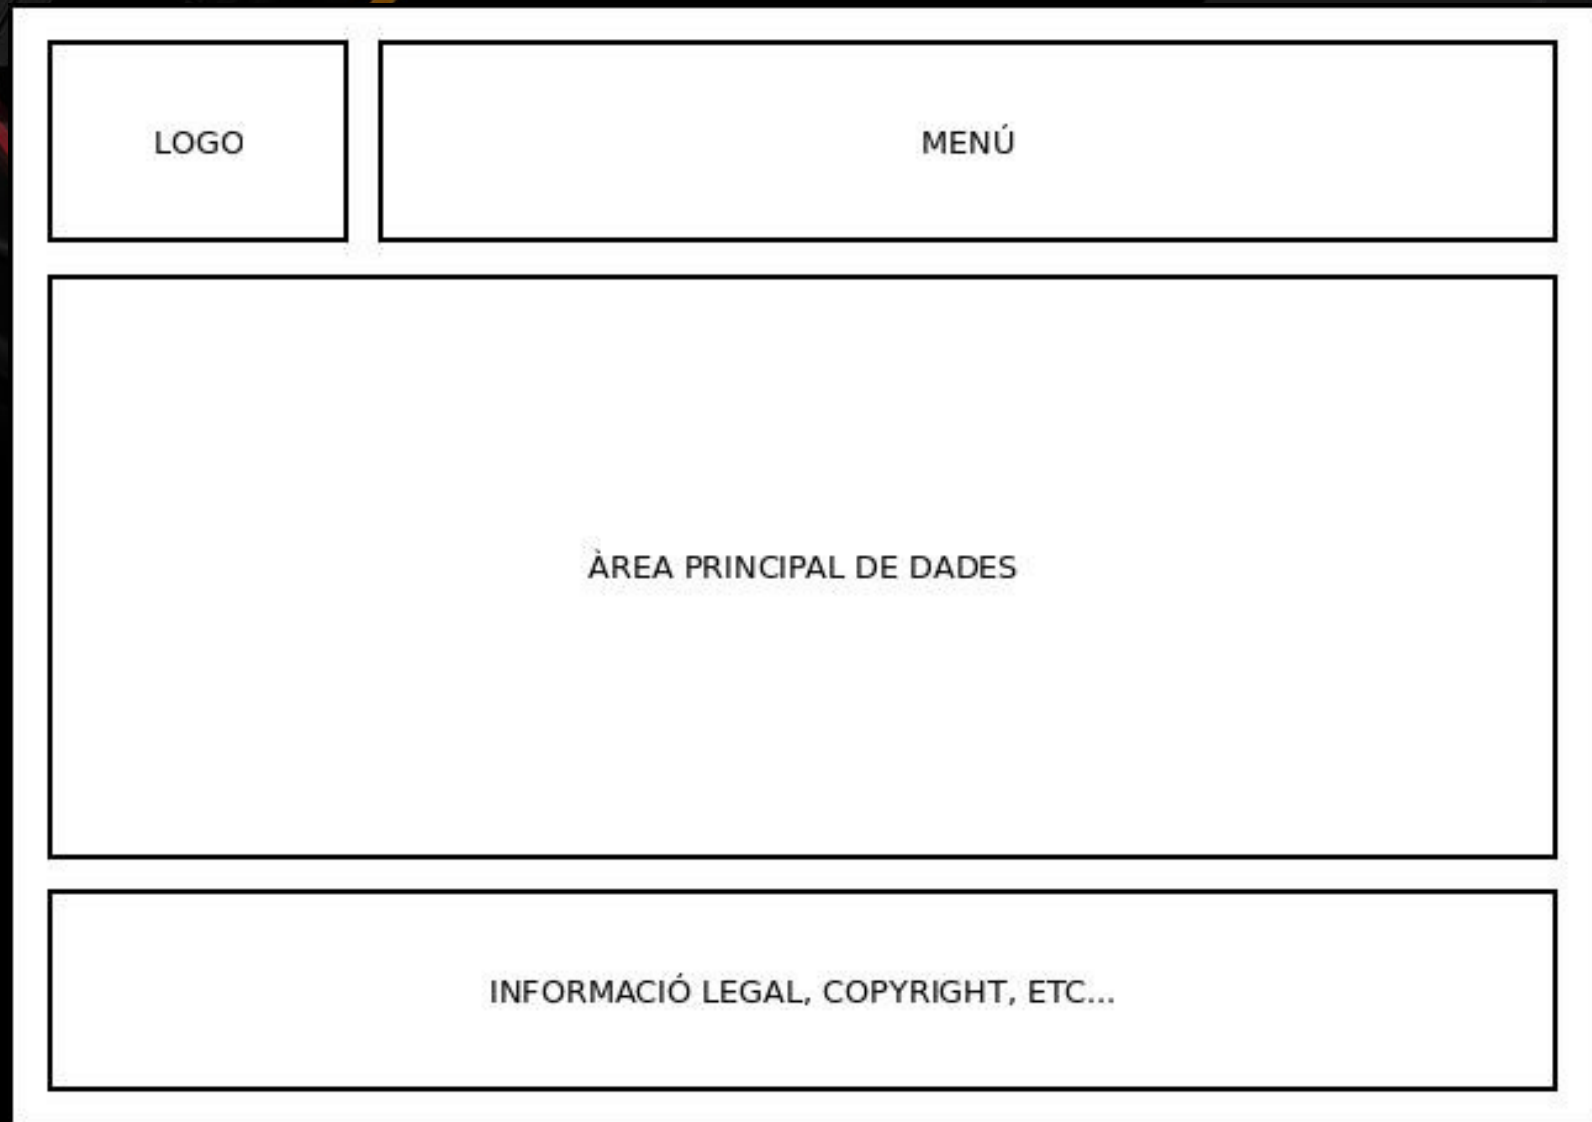 LOGO
MENÚ
ÀREA PRINCIPAL DE DADES
INFORMACIÓ LEGAL, COPYRIGHT, ETC...